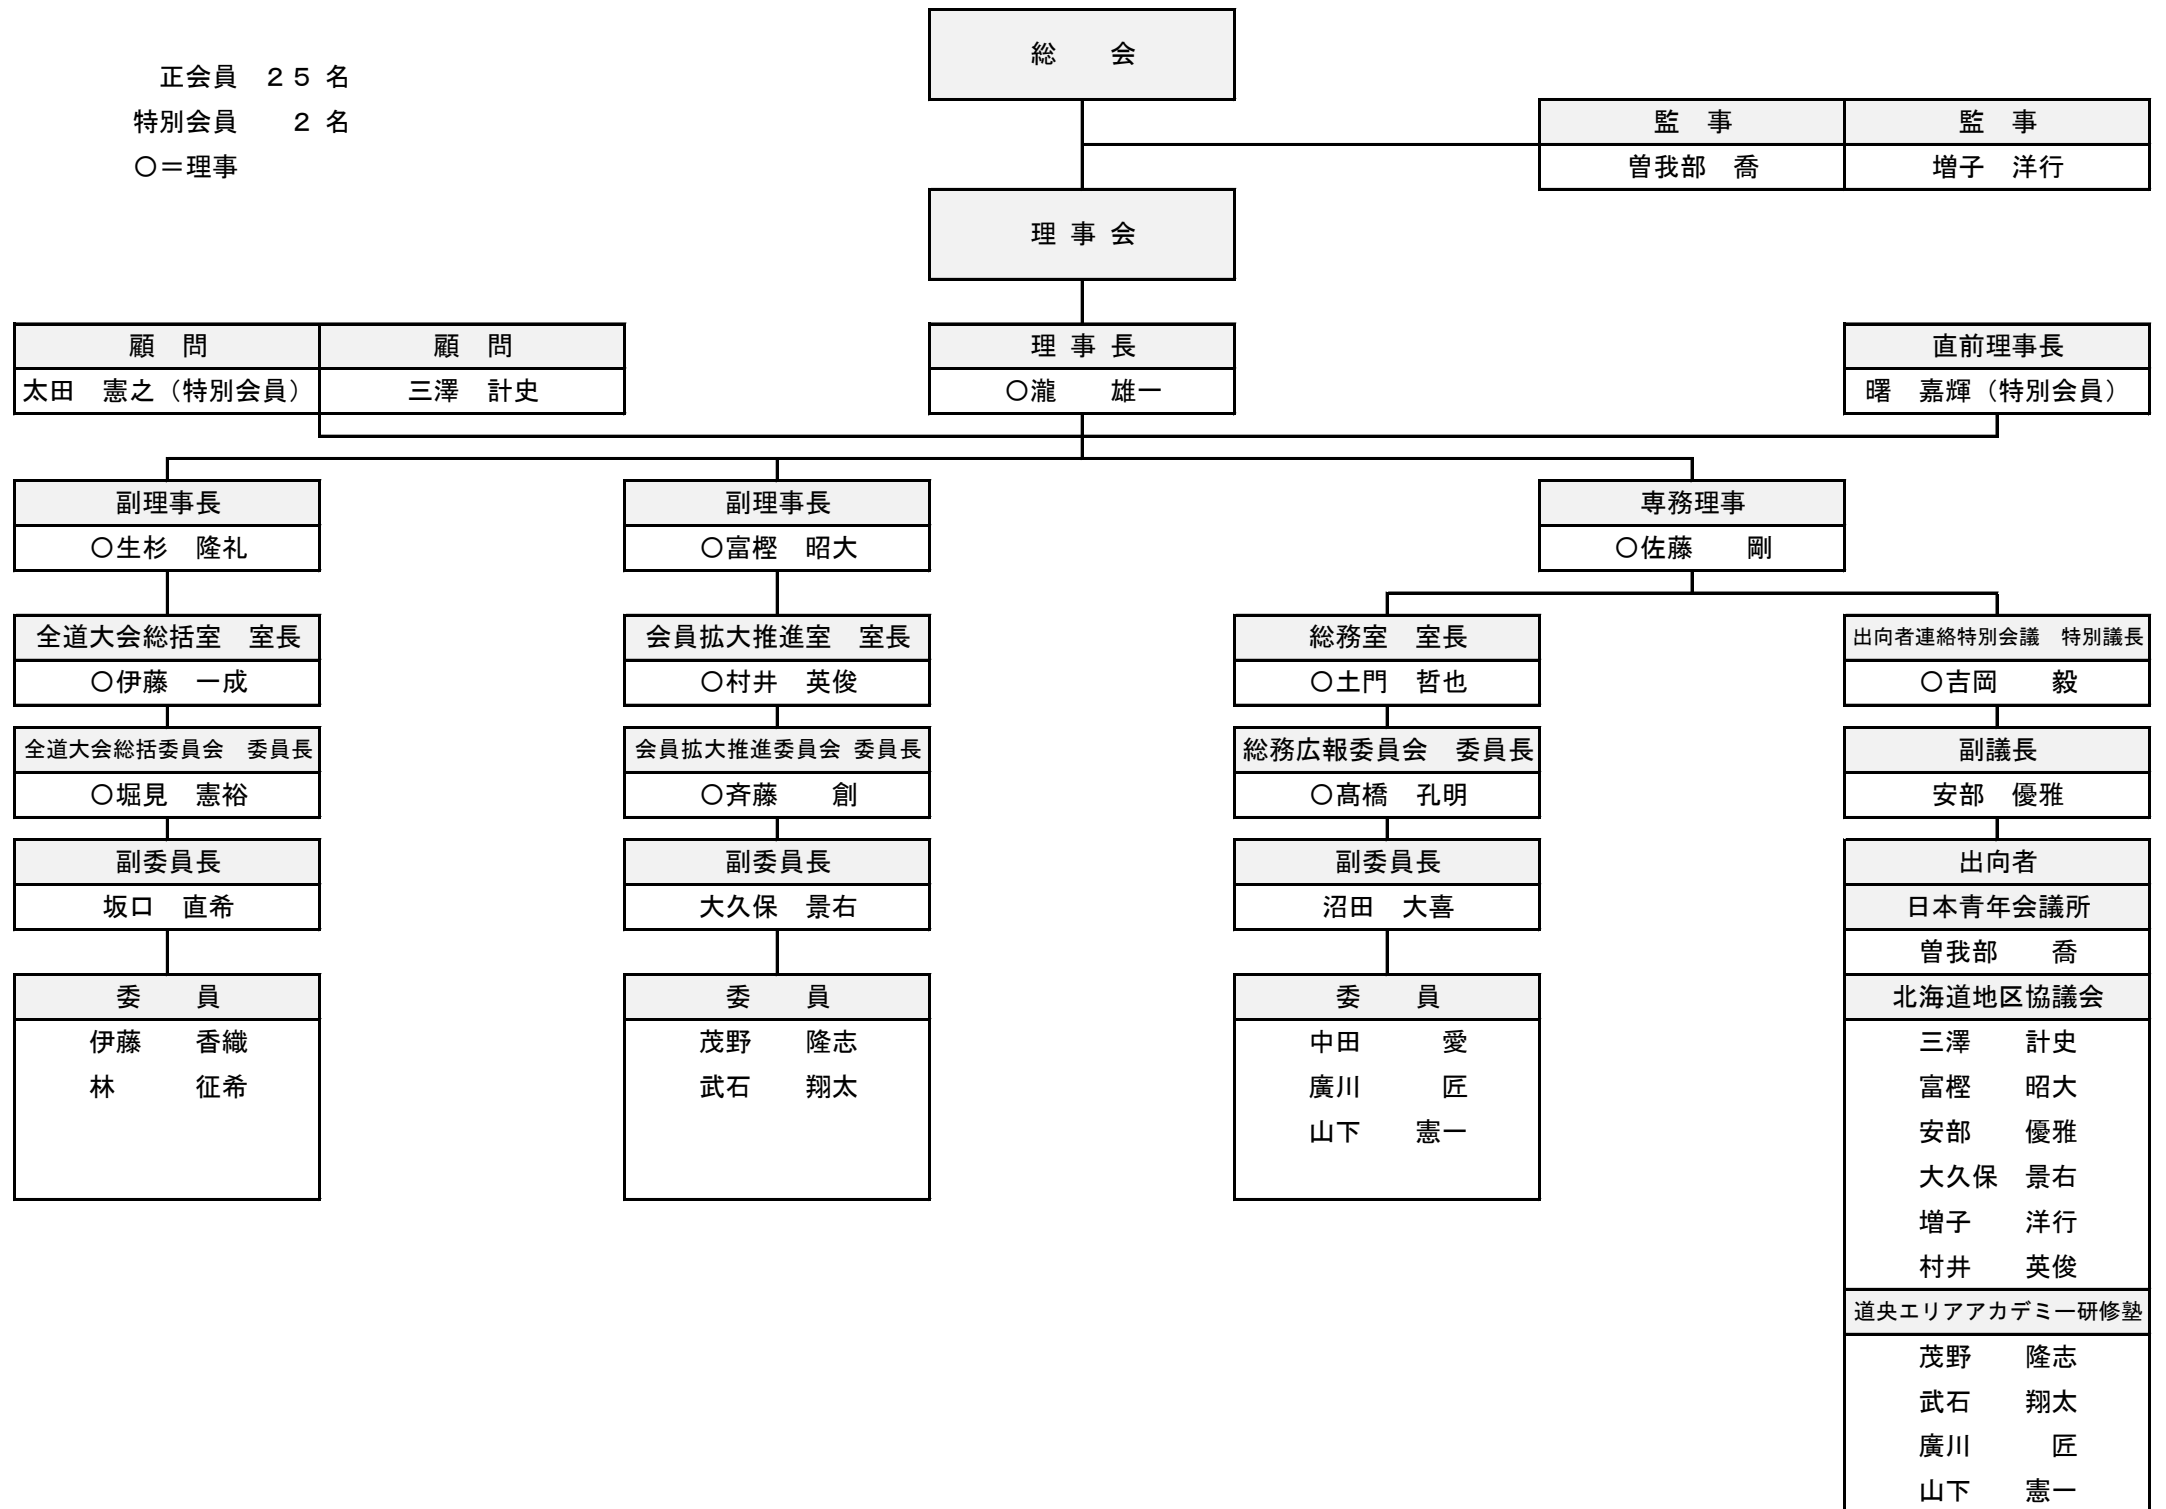 総　会
正会員　２５ 名
特別会員　２ 名
〇＝理事
監　事
監　事
曽我部　喬
増子　洋行
理 事 会
顧　問
顧　問
理 事 長
直前理事長
太田　憲之（特別会員）
三澤　計史
〇瀧　雄一
曙　嘉輝（特別会員）
副理事長
副理事長
専務理事
〇生杉　隆礼
〇富樫　昭大
〇佐藤　剛
全道大会総括室　室長
会員拡大推進室　室長
総務室　室長
出向者連絡特別会議　特別議長
〇伊藤　一成
〇村井　英俊
〇土門　哲也
〇吉岡　毅
全道大会総括委員会　委員長
会員拡大推進委員会 委員長
総務広報委員会　委員長
副議長
〇堀見　憲裕
〇斉藤　創
〇髙橋　孔明
安部　優雅
副委員長
副委員長
副委員長
出向者
坂口　直希
大久保　景右
沼田　大喜
日本青年会議所
曽我部　喬
委　員
委　員
委　員
北海道地区協議会
伊藤　香織
茂野　隆志
中田　愛
三澤　計史
林　征希
武石　翔太
廣川　匠
富樫　昭大
山下　憲一
安部　優雅
大久保　景右
増子　洋行
村井　英俊
道央エリアアカデミー研修塾
茂野　隆志
武石　翔太
廣川　匠
山下　憲一